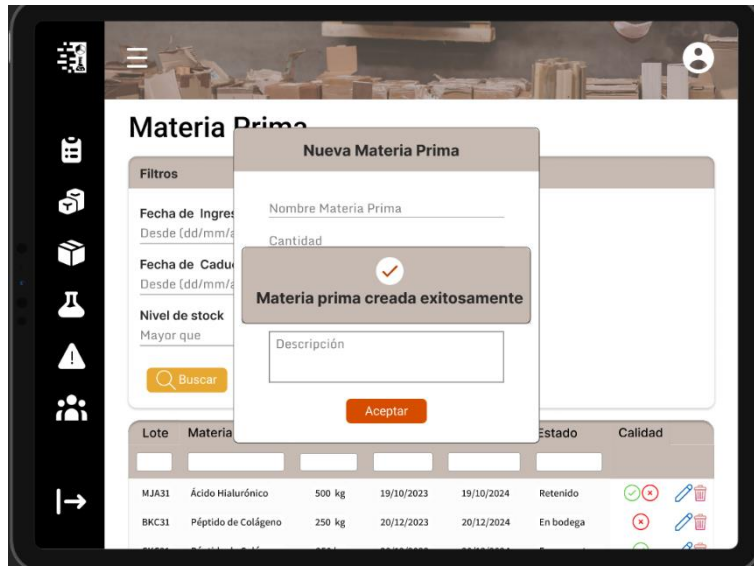 Materia Prima
Nueva Materia Prima
Filtros
Nombre Materia Prima
Fecha de Ingres
Desde (dd/mm/a
Cantidad
Fecha de Cadu
Desde (dd/mm/a
Materia prima creada exitosamente
Nivel de stock
Mayor que
Descripción
Buscar
Aceptar
Lote Materia Estado Calidad
MJA31 Ácido Hialurónico 500 kg 19/10/2023 19/10/2024 Retenido
BKC31 Péptido de Colágeno 250 kg 20/12/2023 20/12/2024 En bodega